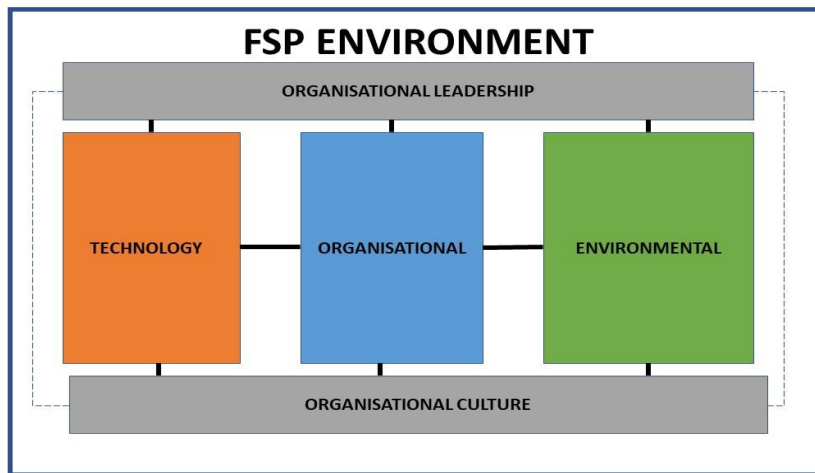 FSP ENVIRONMENT
ORGANISATIONAL LEADERSHIP
TECHNOLOGY
ORGANISATIONAL
ENVIRONMENTAL
ORGANISATIONAL CULTURE